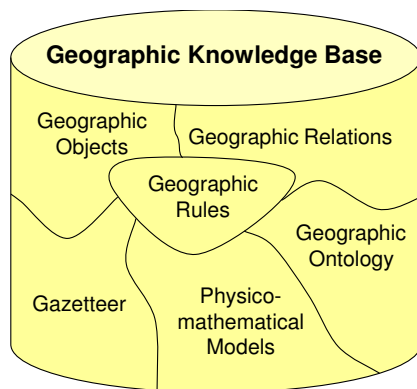 Geographic Knowledge Base
Geographic
Objects
Geographic Relations
Geographic
Rules
Geographic
Ontology
Gazetteer
Physico-
mathematical
Models